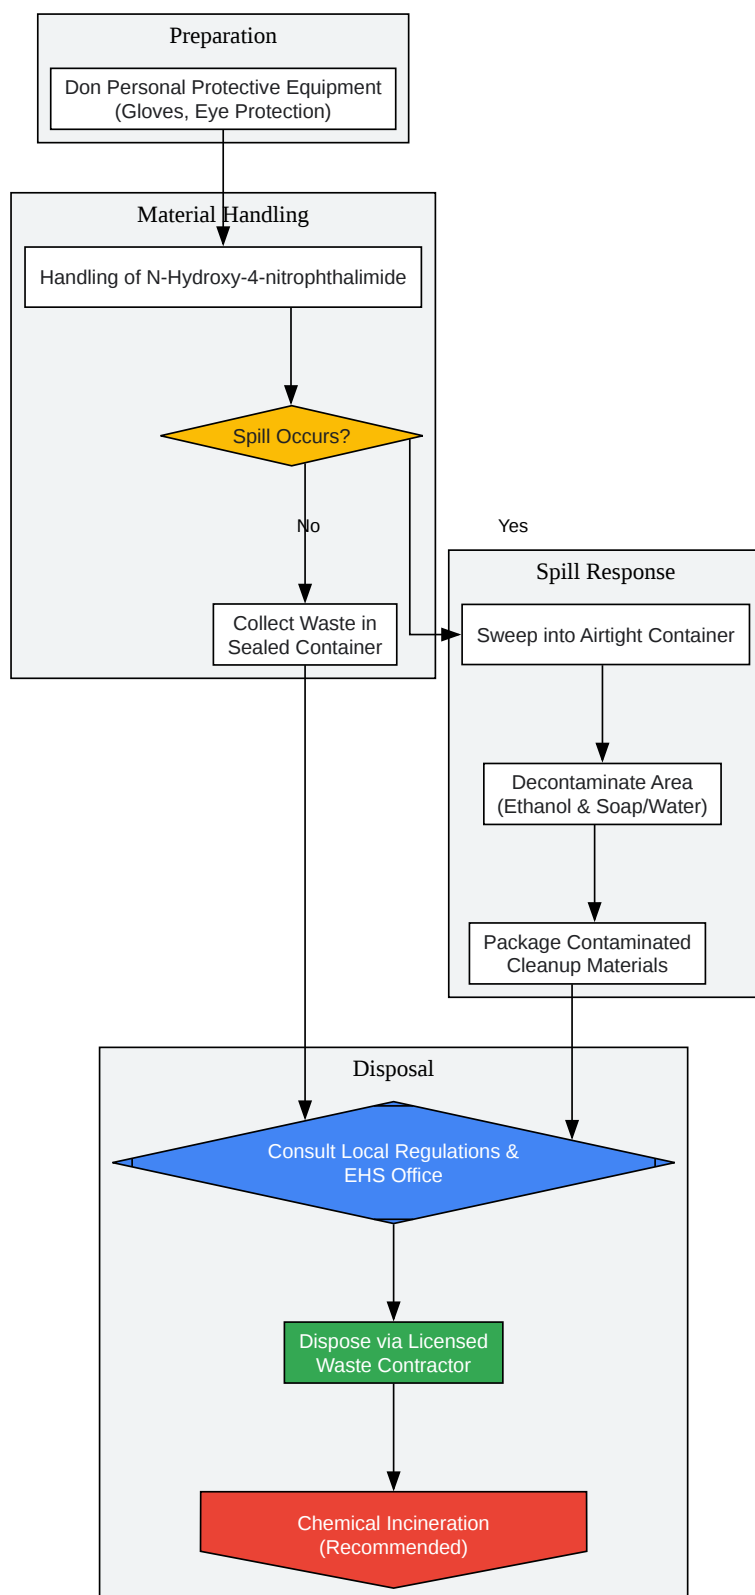 Preparation
Don Personal Protective Equipment
(Gloves, Eye Protection)
Material Handling
Handling of N-Hydroxy-4-nitrophthalimide
Spill Occurs?
No
Yes
Collect Waste in
Sealed Container
Spill Response
Sweep into Airtight Container
Decontaminate Area
(Ethanol & Soap/Water)
Package Contaminated
Cleanup Materials
Disposal
Consult Local Regulations &
EHS Office
Dispose via Licensed
Waste Contractor
Chemical Incineration
(Recommended)